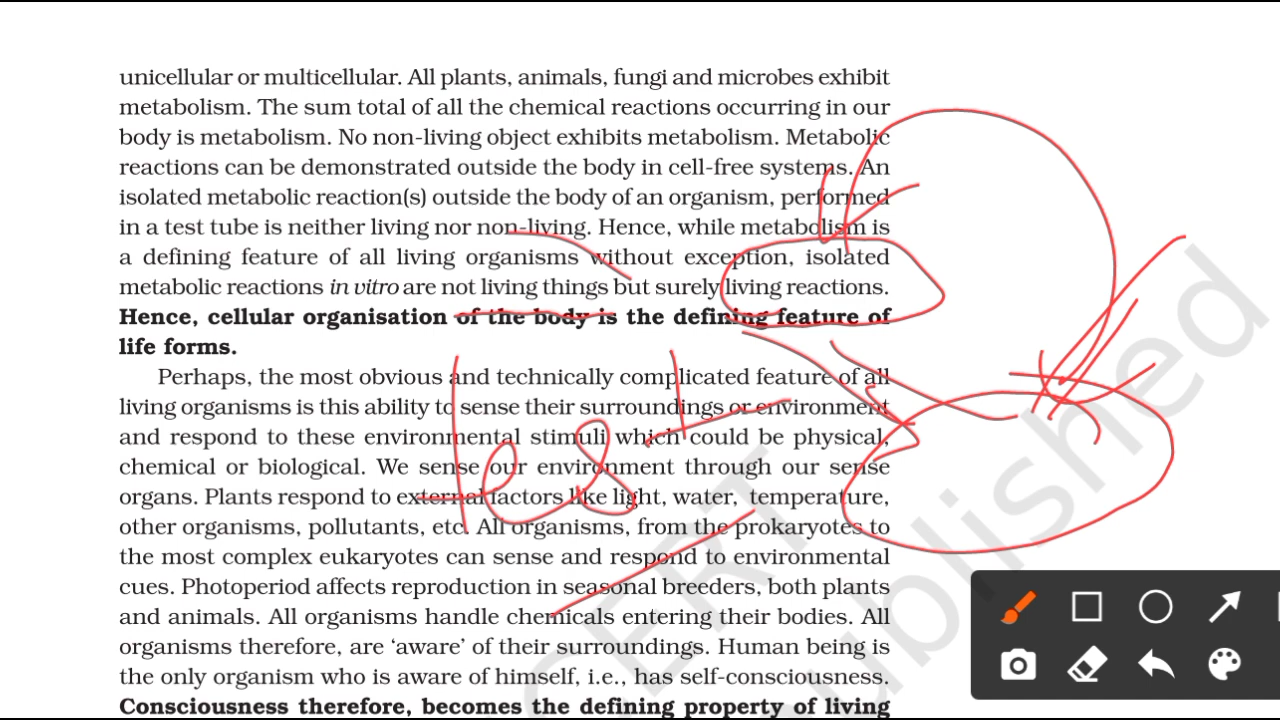 unicellular or multicellular. All plants, animals, fungi and microbes exhibit
metabolism. The sum total of all the chemical reactions occurring in our
body is metabolism. No non-living object exhibits metabolism. Metabolic
reactions can be demonstrated outside the body in cell-free systems. An
isolated metabolic reaction(s) outside the body of an organism, performed
in a test tube is neither living nor non-living. Hence, while metabolism is
a defining feature of all living organisms without exception, isolated
metabolic reactions in vitro are not living things but surely living reactions.
Hence, cellular organisation of the body is the defining feature of
life forms.
Perhaps, the most obvious and technically complicated feature of all
living organisms is this ability to sense their surroundings or environment
and respond to these environmental stimuli which could be physical,
chemical or biological. We sense our environment through our sense
organs. Plants respond to external factors like light, water, temperature,
other organisms, pollutants, etc. All organisms, from the prokaryotes to
the most complex eukaryotes can sense and respond to environmental
cues. Photoperiod affects reproduction in seasonal breeders, both plants
and animals. All organisms handle chemicals entering their bodies. All
organisms therefore, are ‘aware’ of their surroundings. Human being is
the only organism who is aware of himself, i.e., has self-consciousness.
Consciousness therefore, becomes the defining property of living
test
CERT
ublished